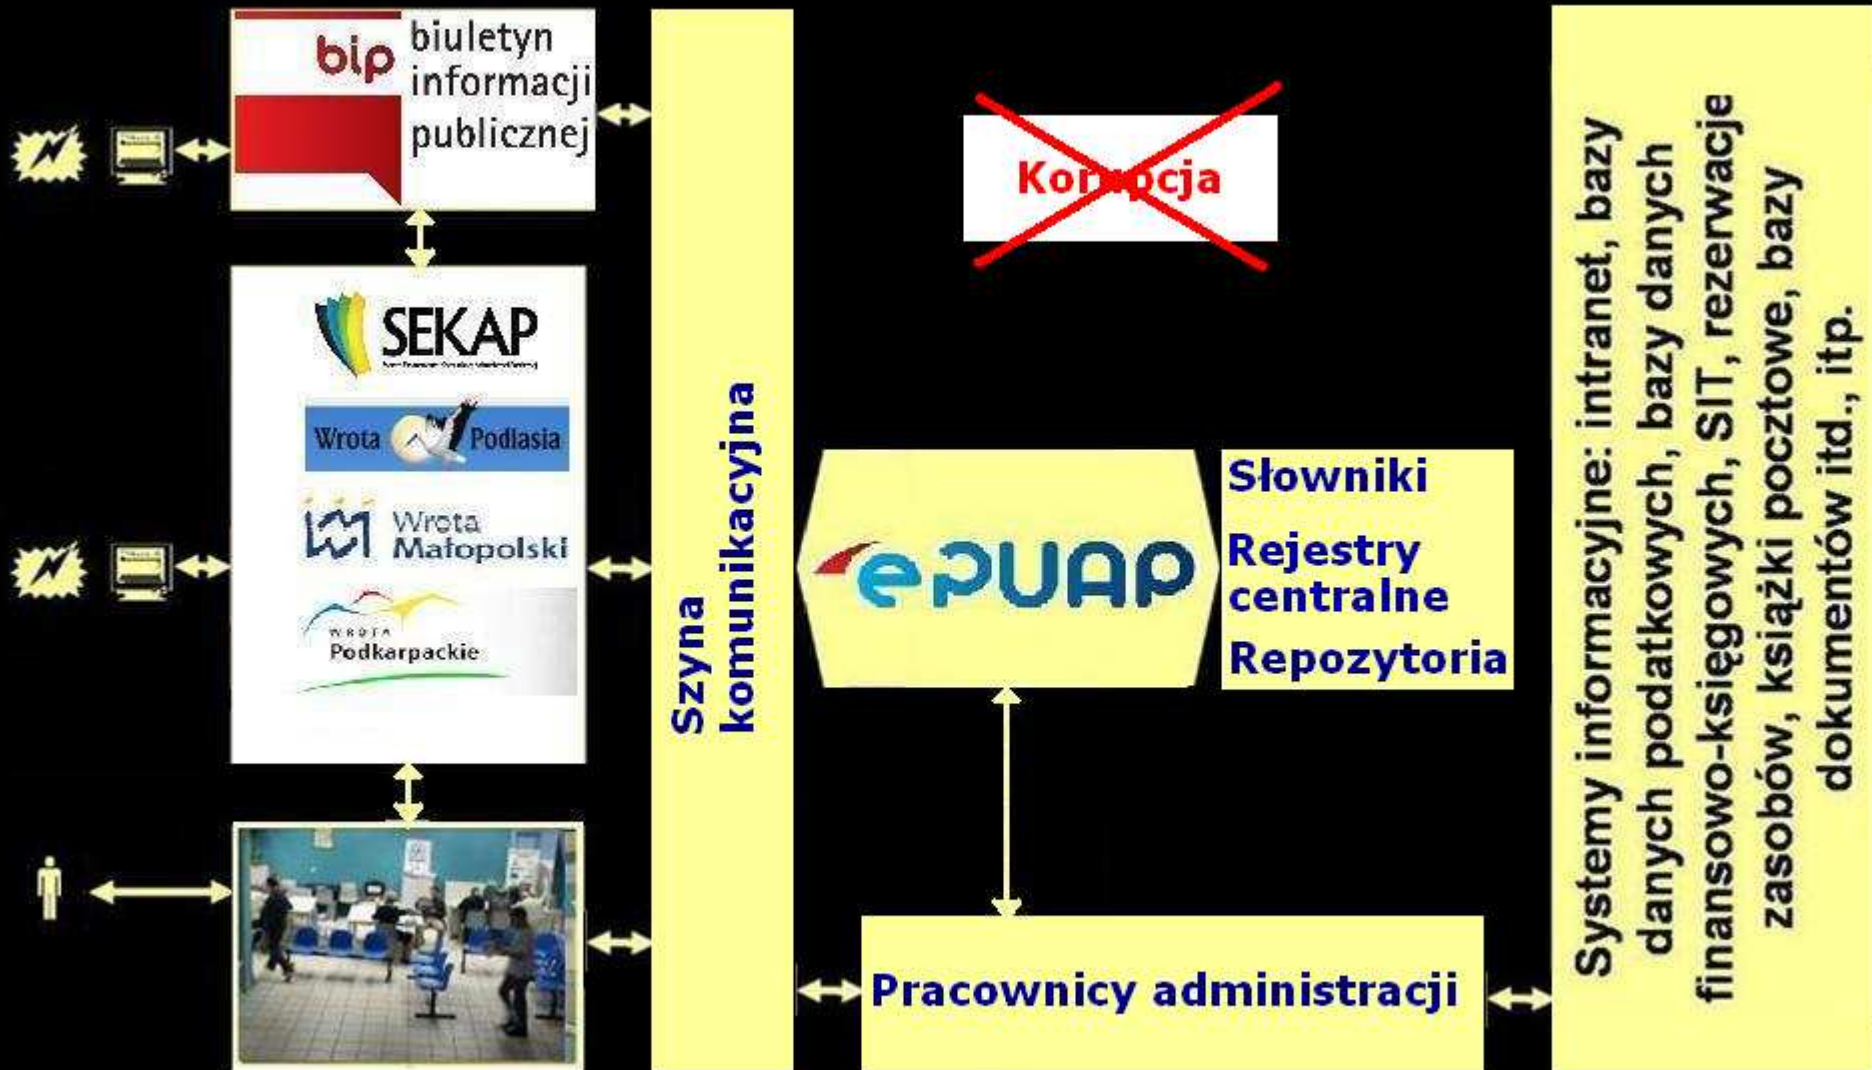 bip
biuletyn
informacji
publicznej
SEKAP
Wrota Podlasia
Wrota
Małopolski
WROTA
Podkarpackie
Szyna
komunikacyjna
Korupcja
ePUAP
Słowniki
Rejestry
centralne
Repozytoria
Pracownicy administracji
Systemy informacyjne: intranet, bazy
danych podatkowych, bazy danych
finansowo-księgowych, SIT, rezerwacje
zasobów, książki pocztowe, bazy
dokumentów itd., itp.